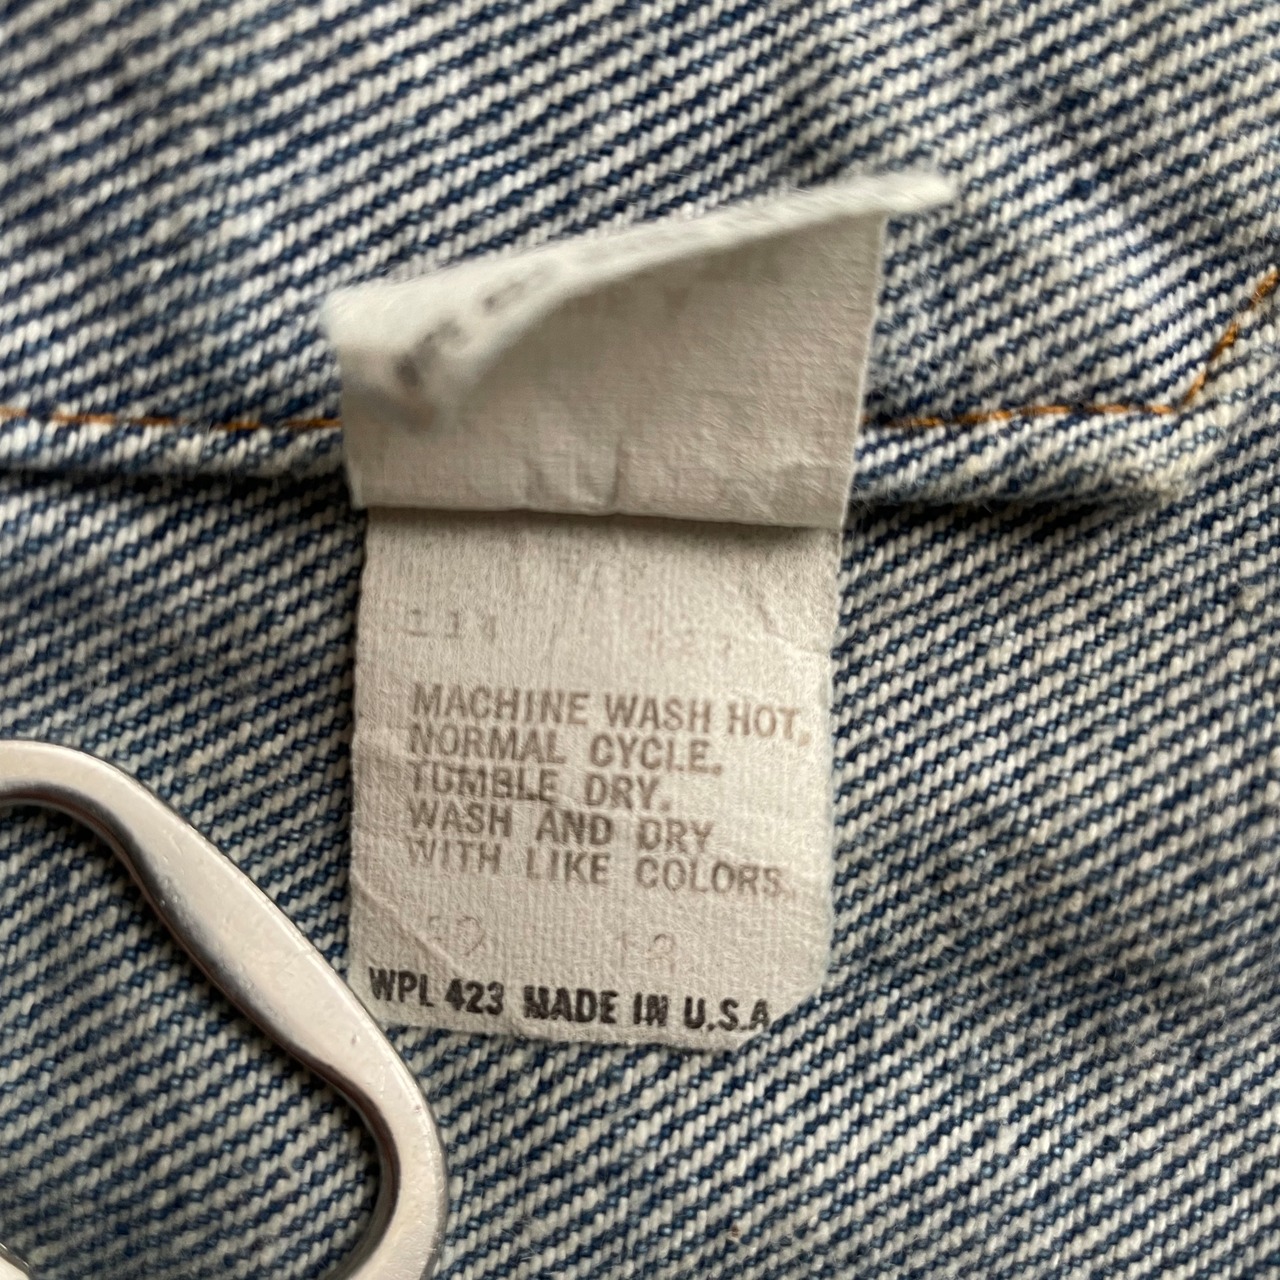 MACHINE WASH HOT,
NORMAL CYCLE.
TUMBLE DRY.
WASH AND DRY
WITH LIKE COLORS.
WPL 423 MADE IN U.S.A